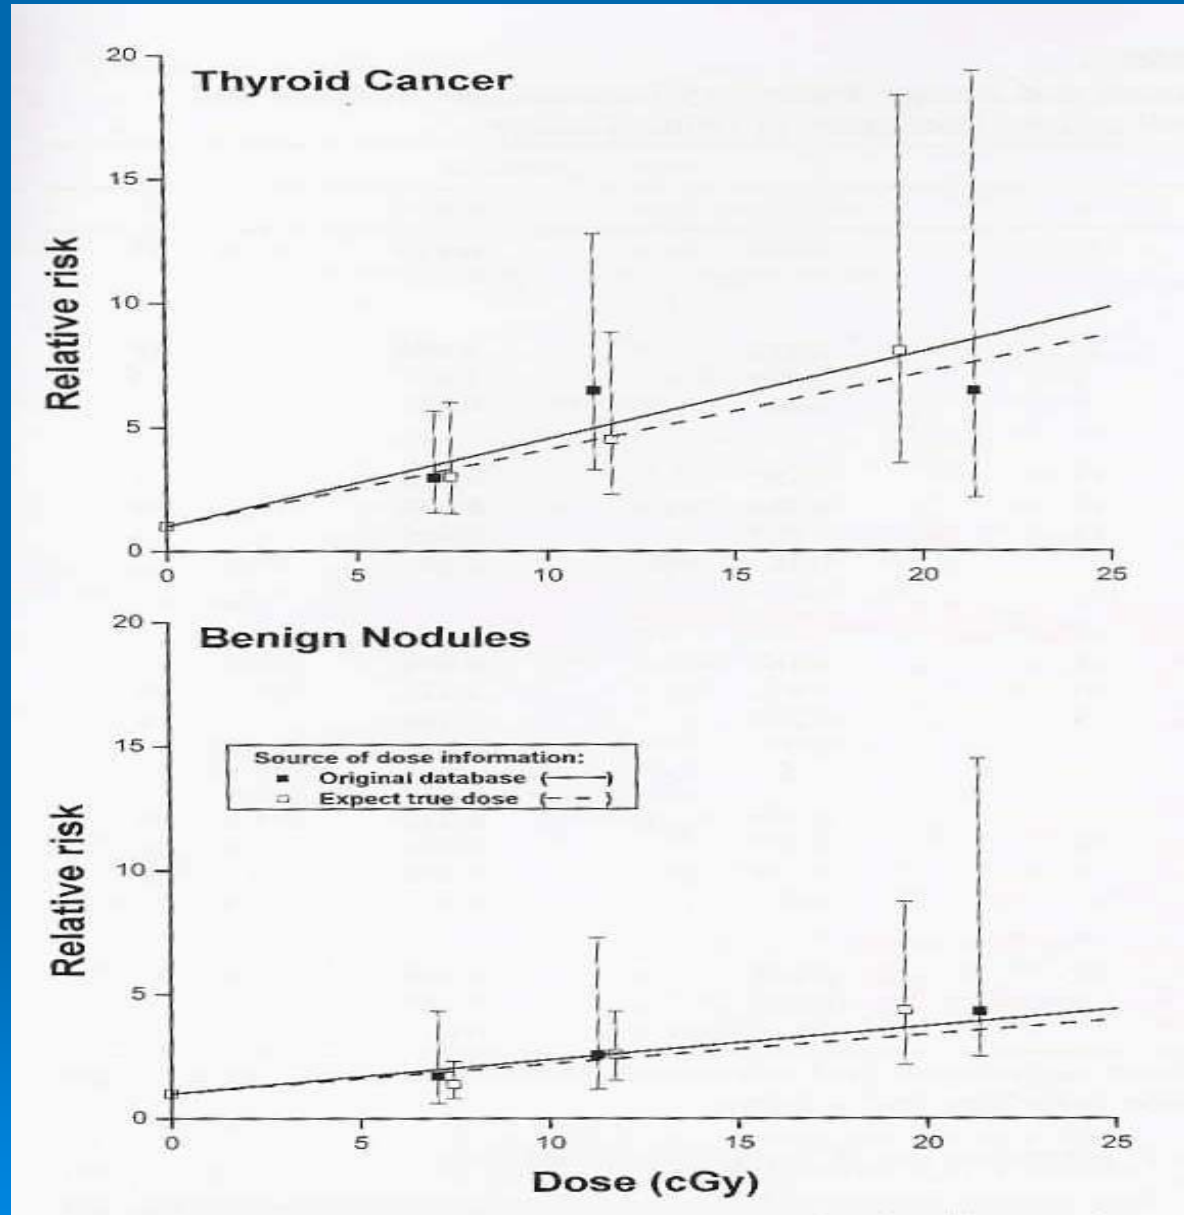 20
Thyroid Cancer
15
Relative risk
10
5
0
0 5 10 15 20 25
20
Benign Nodules
15
Source of dose information:
■ Original database (——)
□ Expect true dose (– – )
Relative risk
10
5
0
0 5 10 15 20 25
Dose (cGy)